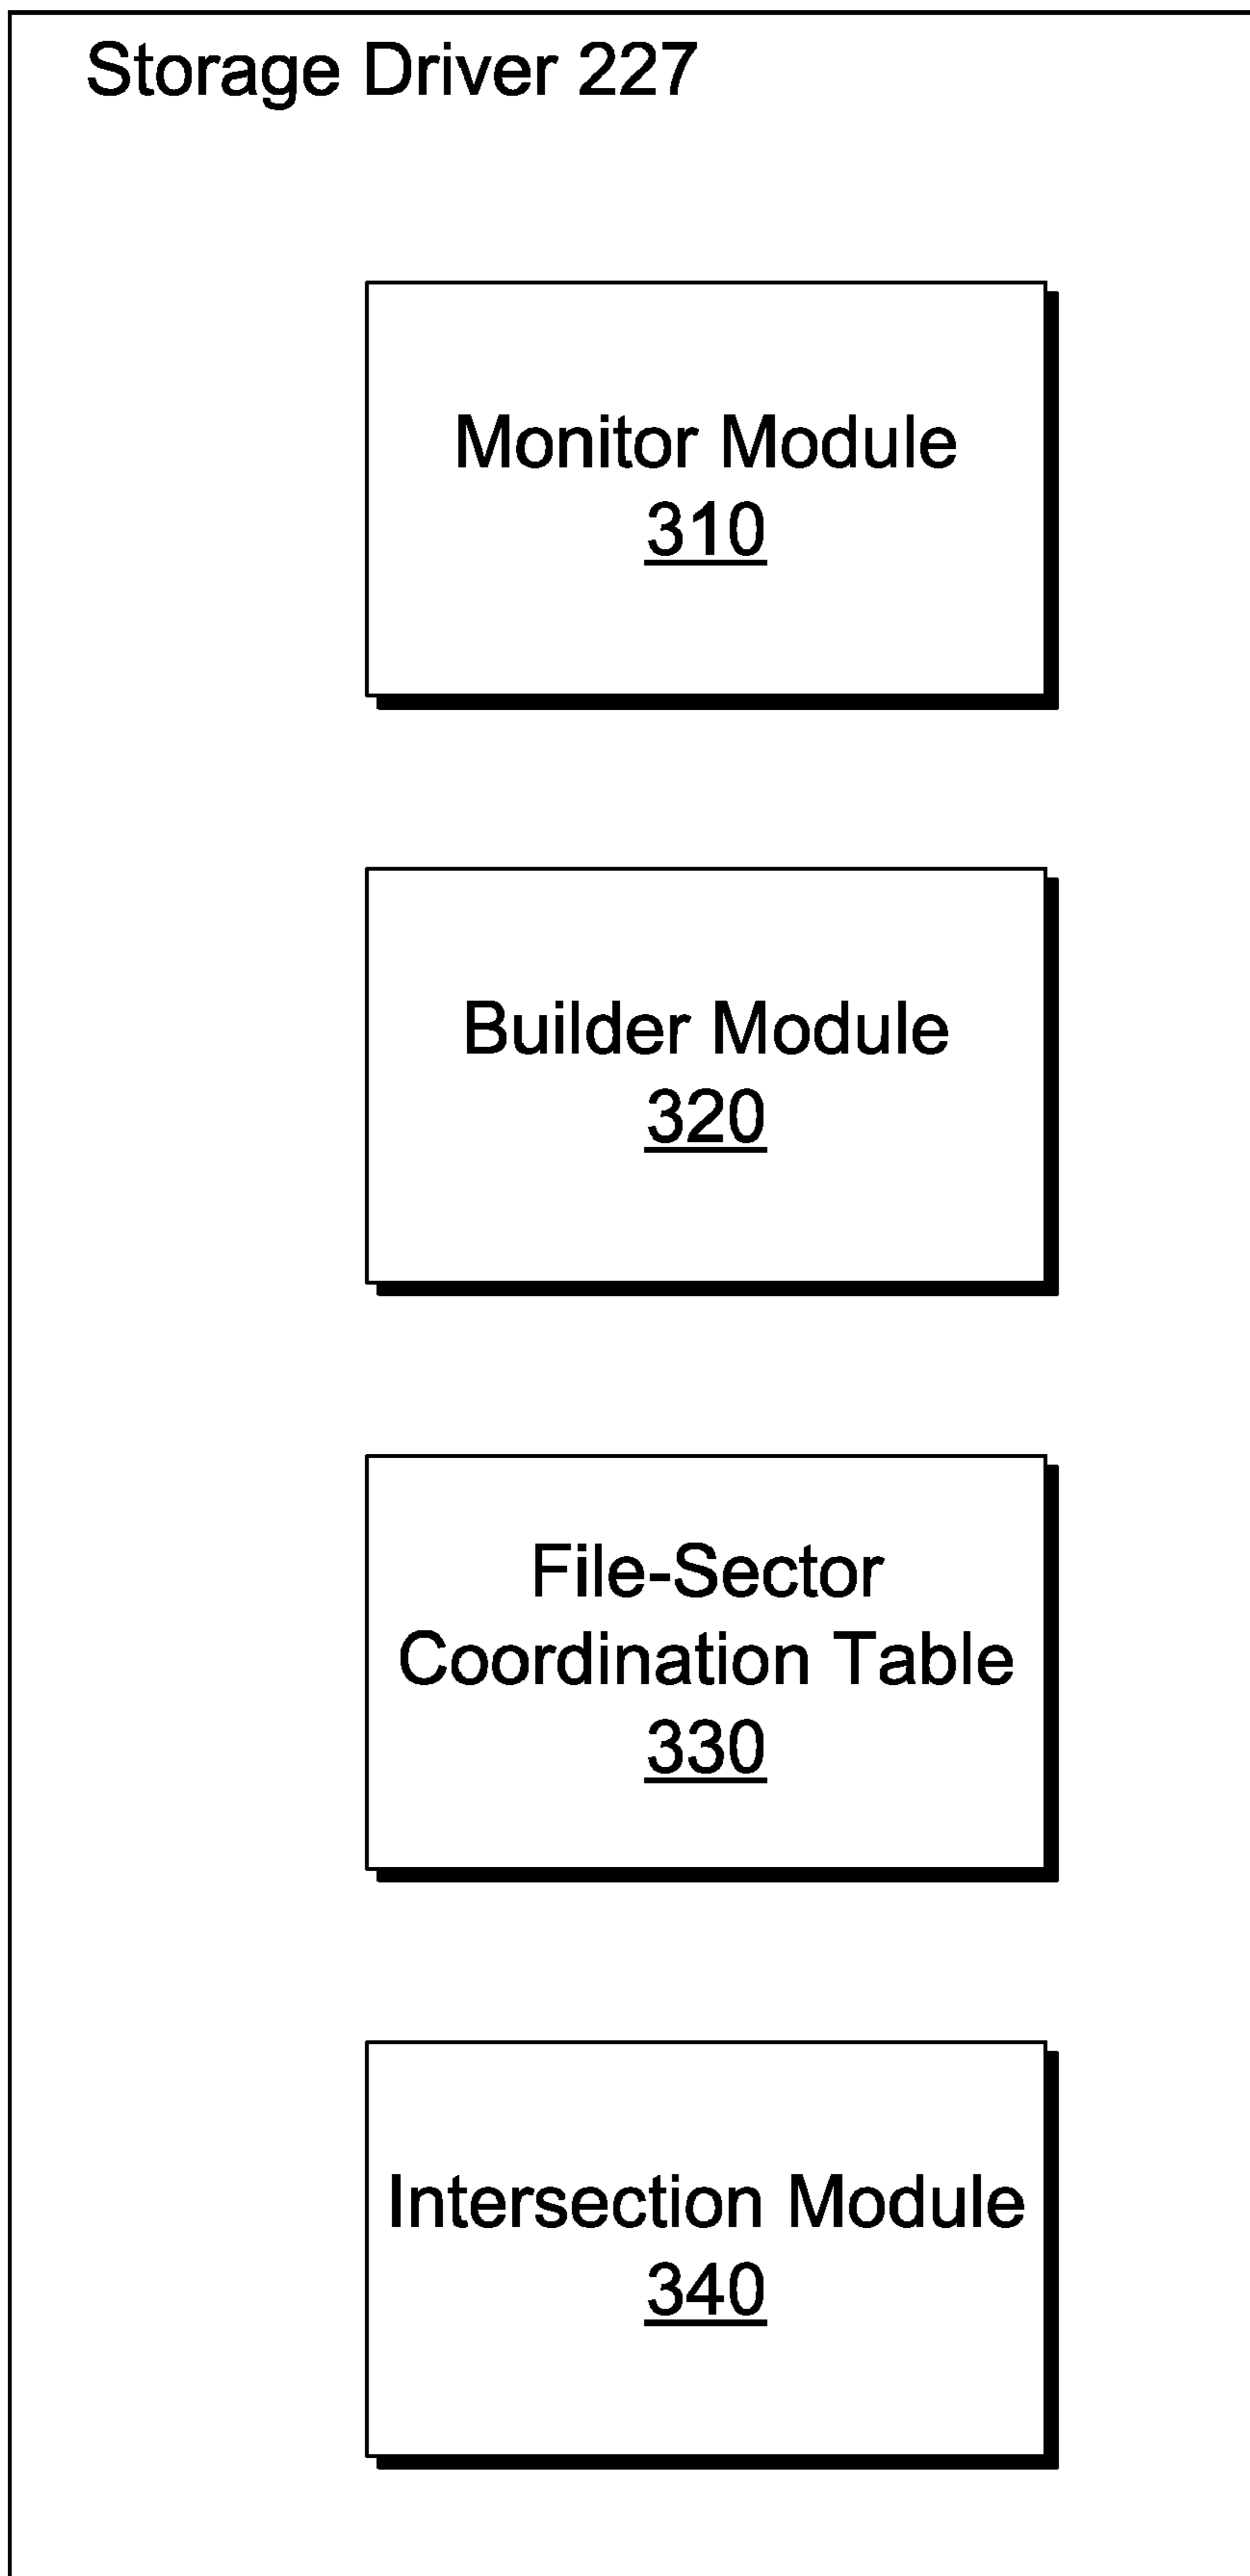 Storage Driver 227
Monitor Module
310
Builder Module
320
File-Sector
Coordination Table
330
Intersection Module
340